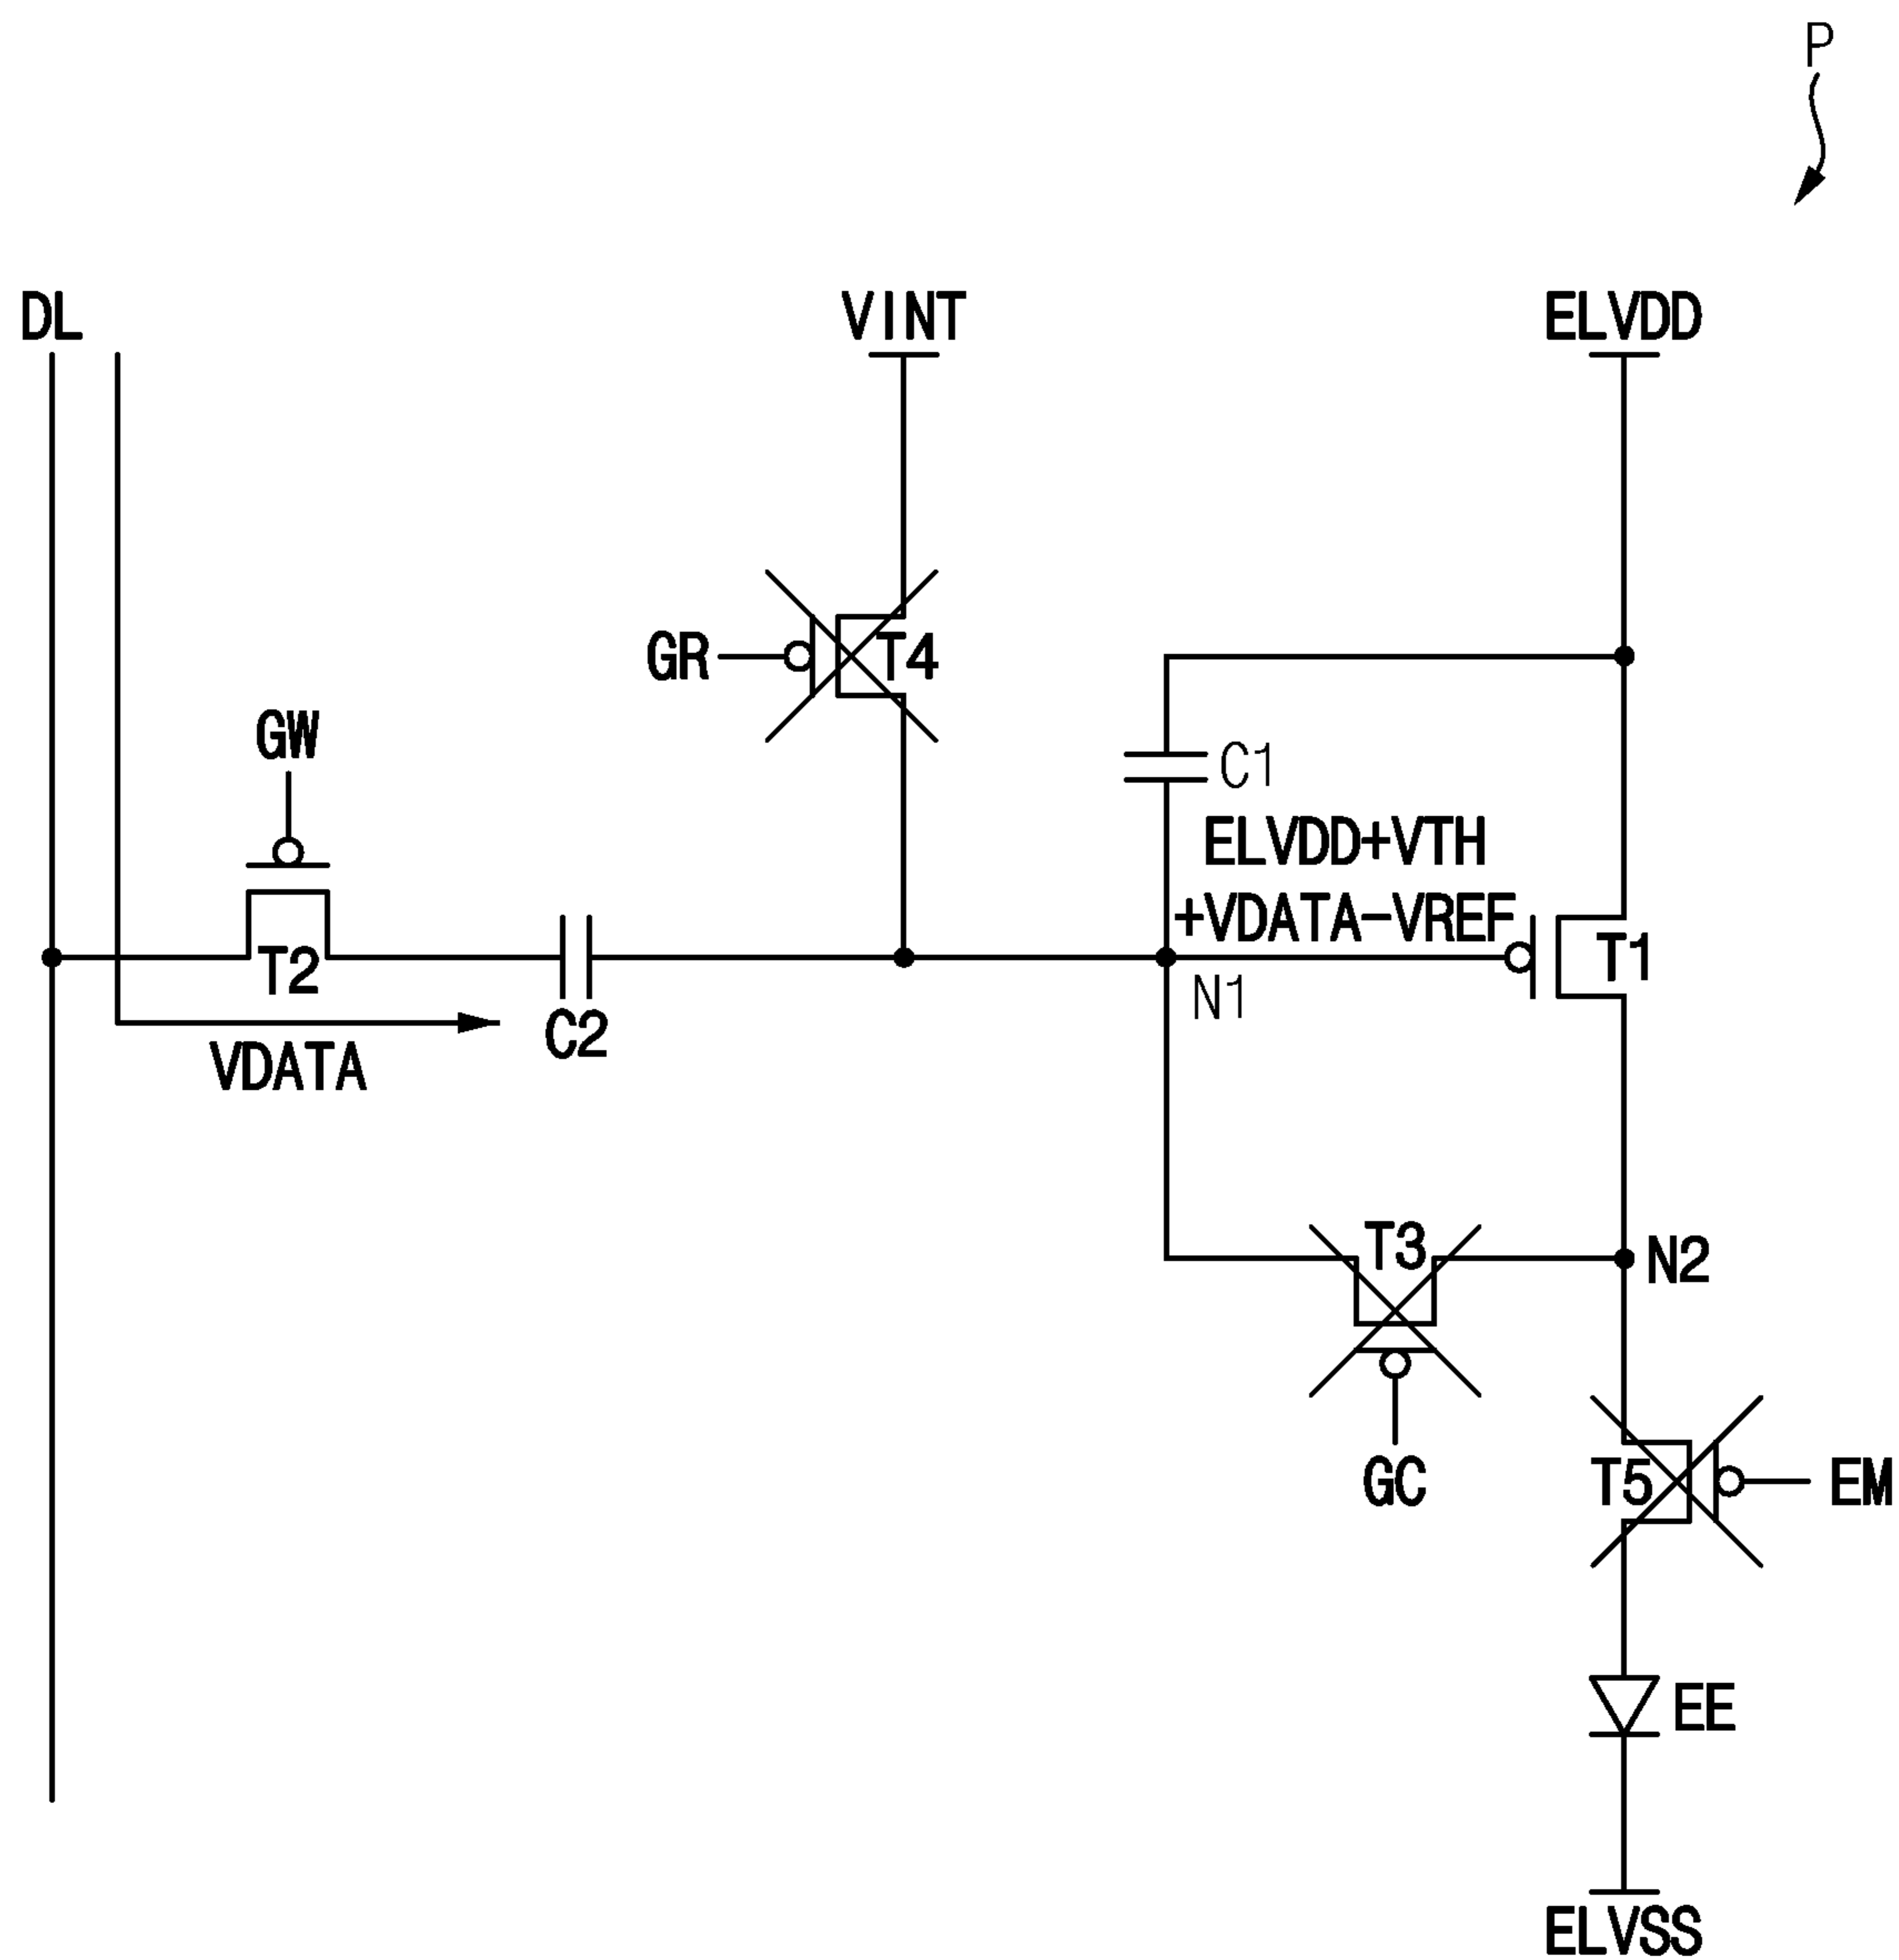 P
DL
VINT
ELVDD
GR
T4
GW
C1
ELVDD+VTH
+VDATA-VREF
T2
T1
N1
C2
VDATA
T3
N2
GC
T5
EM
EE
ELVSS